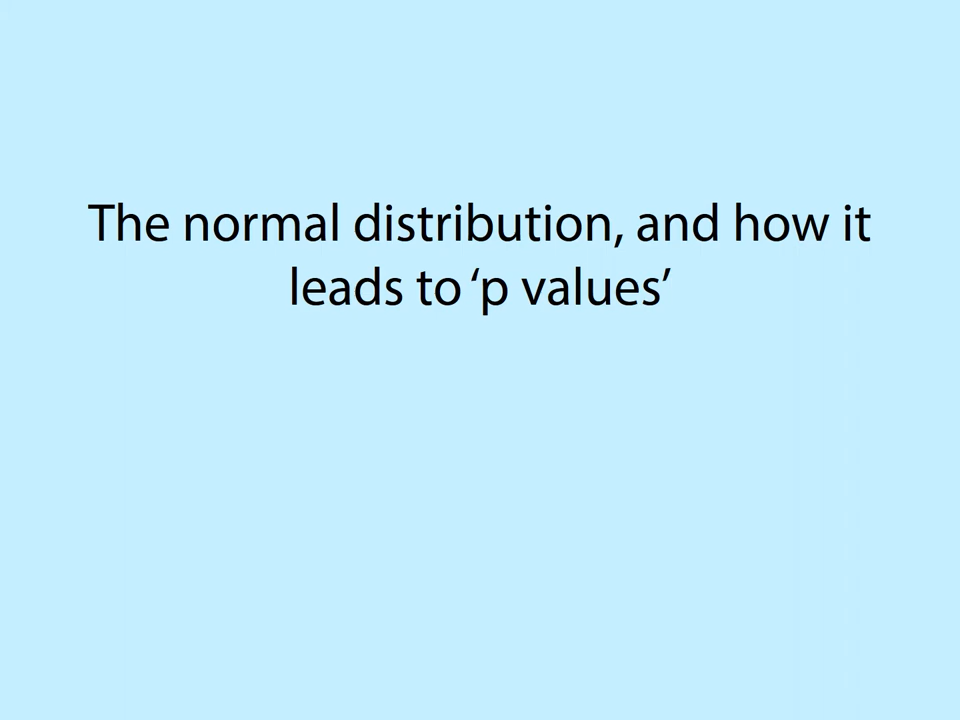 The normal distribution, and how it
leads to ‘p values’